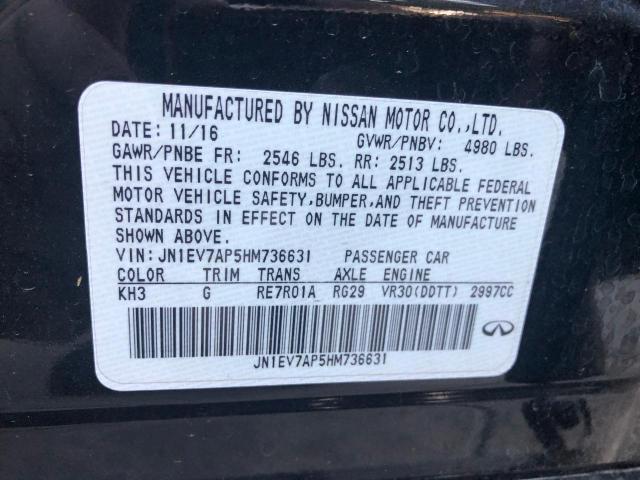 MANUFACTURED BY NISSAN MOTOR CO.,LTD.
DATE: 11/16 GVWR/PNBV: 4980 LBS.
GAWR/PNBE FR: 2546 LBS. RR: 2513 LBS.
THIS VEHICLE CONFORMS TO ALL APPLICABLE FEDERAL
MOTOR VEHICLE SAFETY,BUMPER,AND THEFT PREVENTION
STANDARDS IN EFFECT ON THE DATE OF MANUFACTURE
SHOWN ABOVE.
VIN: JN1EV7AP5HM736631 PASSENGER CAR
COLOR TRIM TRANS AXLE ENGINE
KH3 G RE7R01A RG29 VR30(DDTT) 2997CC
JN1EV7AP5HM736631